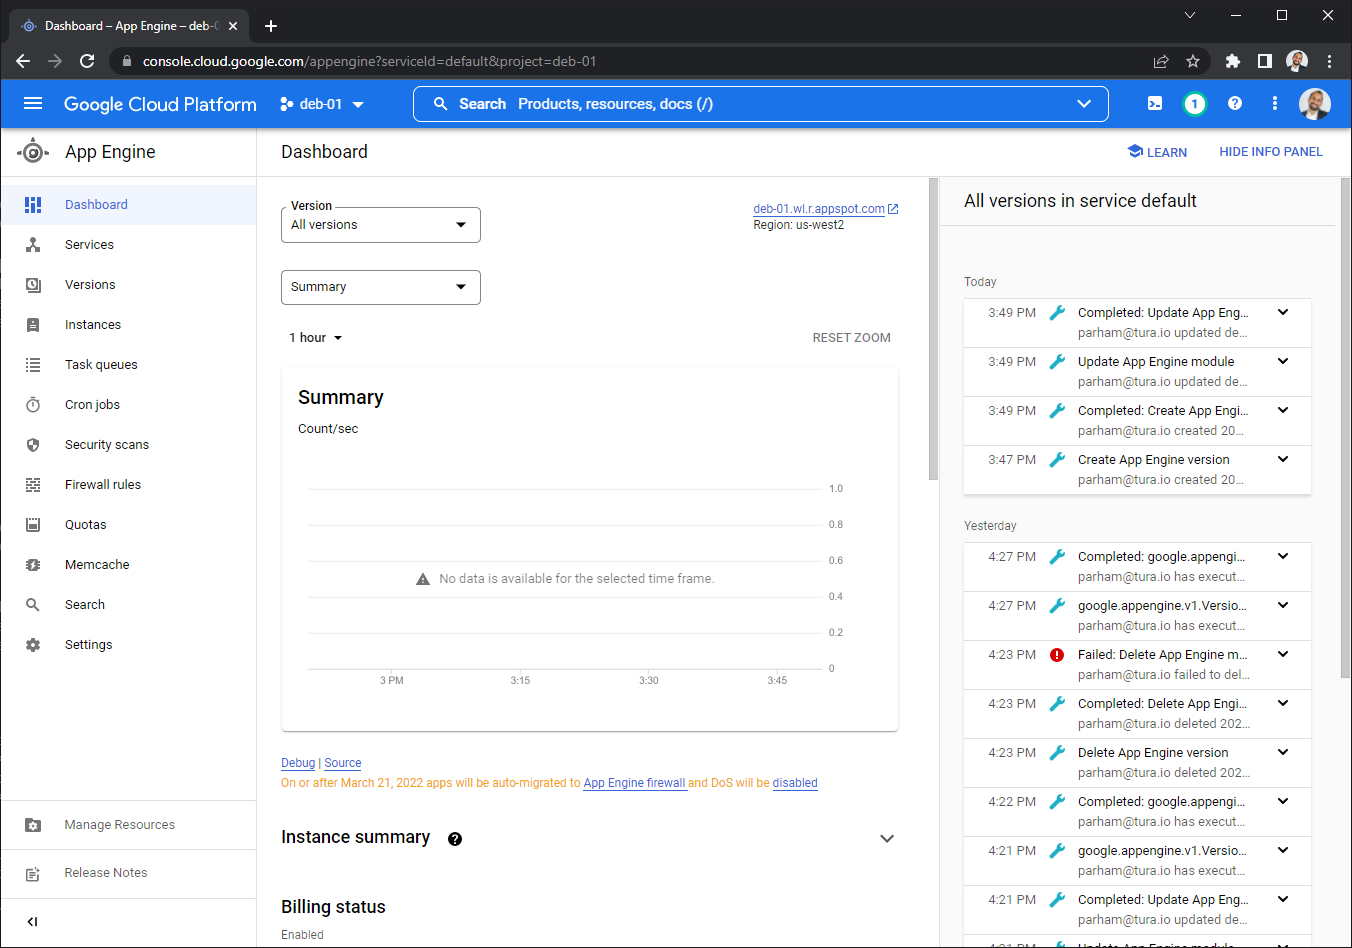 Dashboard – App Engine – deb-0
console.cloud.google.com/appengine?serviceId=default&project=deb-01
Google Cloud Platform
deb-01
Search Products, resources, docs (/)
1
App Engine
Dashboard
LEARN
HIDE INFO PANEL
Dashboard
Services
Versions
Instances
Task queues
Cron jobs
Security scans
Firewall rules
Quotas
Memcache
Search
Settings
Manage Resources
Release Notes
Version
All versions
deb-01.wl.r.appspot.com
Region: us-west2
Summary
1 hour
RESET ZOOM
Summary
Count/sec
1.0
0.8
0.6
No data is available for the selected time frame.
0.4
0.2
0
3 PM 3:15 3:30 3:45
Debug | Source
On or after March 21, 2022 apps will be auto-migrated to App Engine firewall and DoS will be disabled
Instance summary
Billing status
Enabled
All versions in service default
Today
3:49 PM Completed: Update App Eng...
parham@tura.io updated de...
3:49 PM Update App Engine module
parham@tura.io updated de...
3:49 PM Completed: Create App Engi...
parham@tura.io created 20...
3:47 PM Create App Engine version
parham@tura.io created 20...
Yesterday
4:27 PM Completed: google.appengi...
parham@tura.io has execut...
4:27 PM google.appengine.v1.Versio...
parham@tura.io has execut...
4:23 PM Failed: Delete App Engine m...
parham@tura.io failed to del...
4:23 PM Completed: Delete App Engi...
parham@tura.io deleted 202...
4:23 PM Delete App Engine version
parham@tura.io deleted 202...
4:22 PM Completed: google.appengi...
parham@tura.io has execut...
4:21 PM google.appengine.v1.Versio...
parham@tura.io has execut...
4:21 PM Completed: Update App Eng...
parham@tura.io updated de...
4:21 PM Update App Engine module